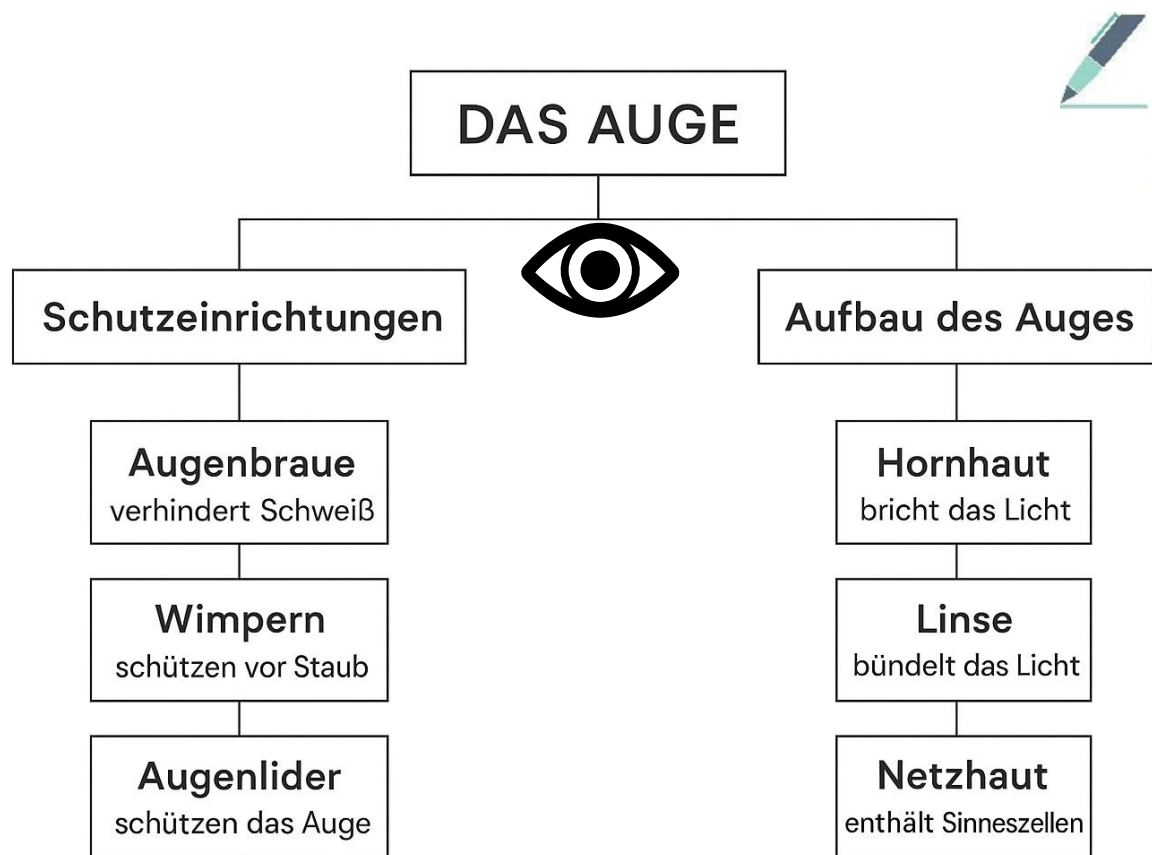 DAS AUGE
Schutzeinrichtungen
Augenbraue
verhindert Schweiß
Wimpern
schützen vor Staub
Augenlider
schützen das Auge
Aufbau des Auges
Hornhaut
bricht das Licht
Linse
bündelt das Licht
Netzhaut
enthält Sinneszellen